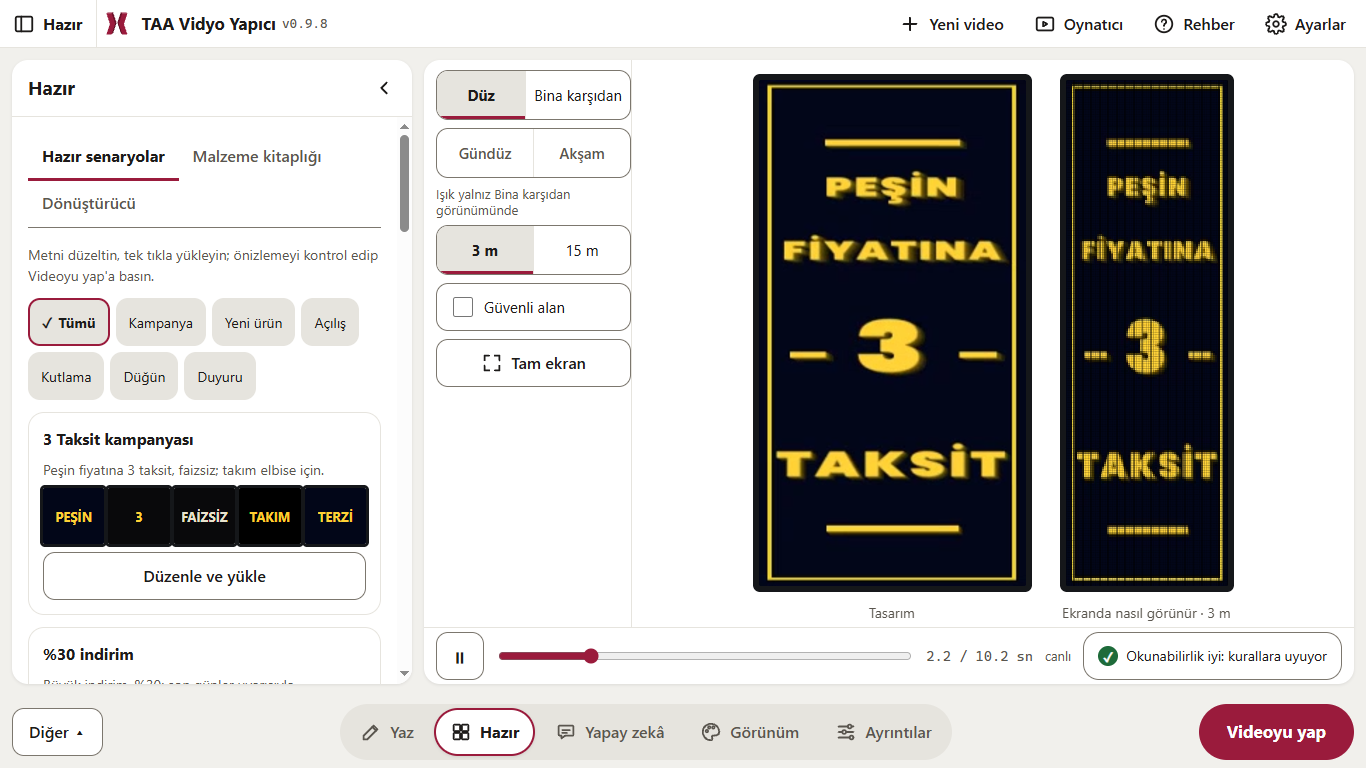 Hazır
TAA Vidyo Yapıcı v0.9.8
Yeni video
Oynatıcı
Rehber
Ayarlar
Hazır
Hazır senaryolar
Malzeme kitaplığı
Dönüştürücü
Metni düzeltin, tek tıkla yükleyin; önizlemeyi kontrol edip
Videoyu yap'a basın.
✓ Tümü
Kampanya
Yeni ürün
Açılış
Kutlama
Düğün
Duyuru
3 Taksit kampanyası
Peşin fiyatına 3 taksit, faizsiz; takım elbise için.
PEŞİN
3
FAİZSİZ
TAKIM
TERZİ
Düzenle ve yükle
%30 indirim
Düz
Bina karşıdan
Gündüz
Akşam
Işık yalnız Bina karşıdan
görünümünde
3 m
15 m
Güvenli alan
Tam ekran
PEŞİN
FİYATINA
3
TAKSİT
Tasarım
PEŞİN
FİYATINA
3
TAKSİT
Ekranda nasıl görünür · 3 m
2.2 / 10.2 sn
canlı
Okunabilirlik iyi: kurallara uyuyor
Diğer
Yaz
Hazır
Yapay zekâ
Görünüm
Ayrıntılar
Videoyu yap